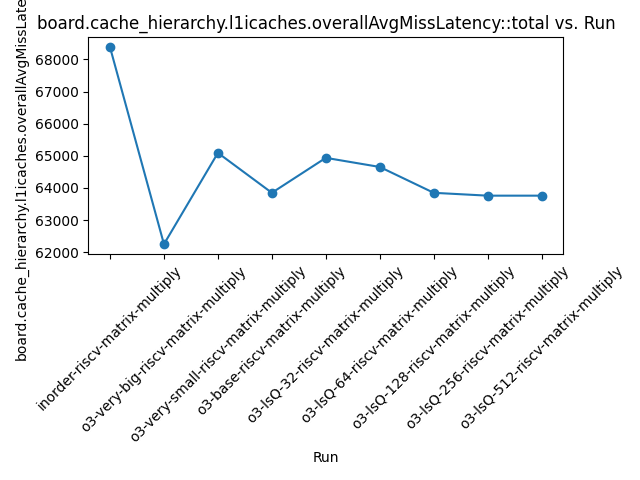 board.cache_hierarchy.l1icaches.overallAvgMissLatency::total vs. Run
board.cache_hierarchy.l1icaches.overallAvgMissLate
68000
67000
66000
65000
64000
63000
62000
inorder-riscv-matrix-multiply
o3-very-big-riscv-matrix-multiply
o3-very-small-riscv-matrix-multiply
o3-base-riscv-matrix-multiply
o3-lsQ-32-riscv-matrix-multiply
o3-lsQ-64-riscv-matrix-multiply
o3-lsQ-128-riscv-matrix-multiply
o3-lsQ-256-riscv-matrix-multiply
o3-lsQ-512-riscv-matrix-multiply
Run